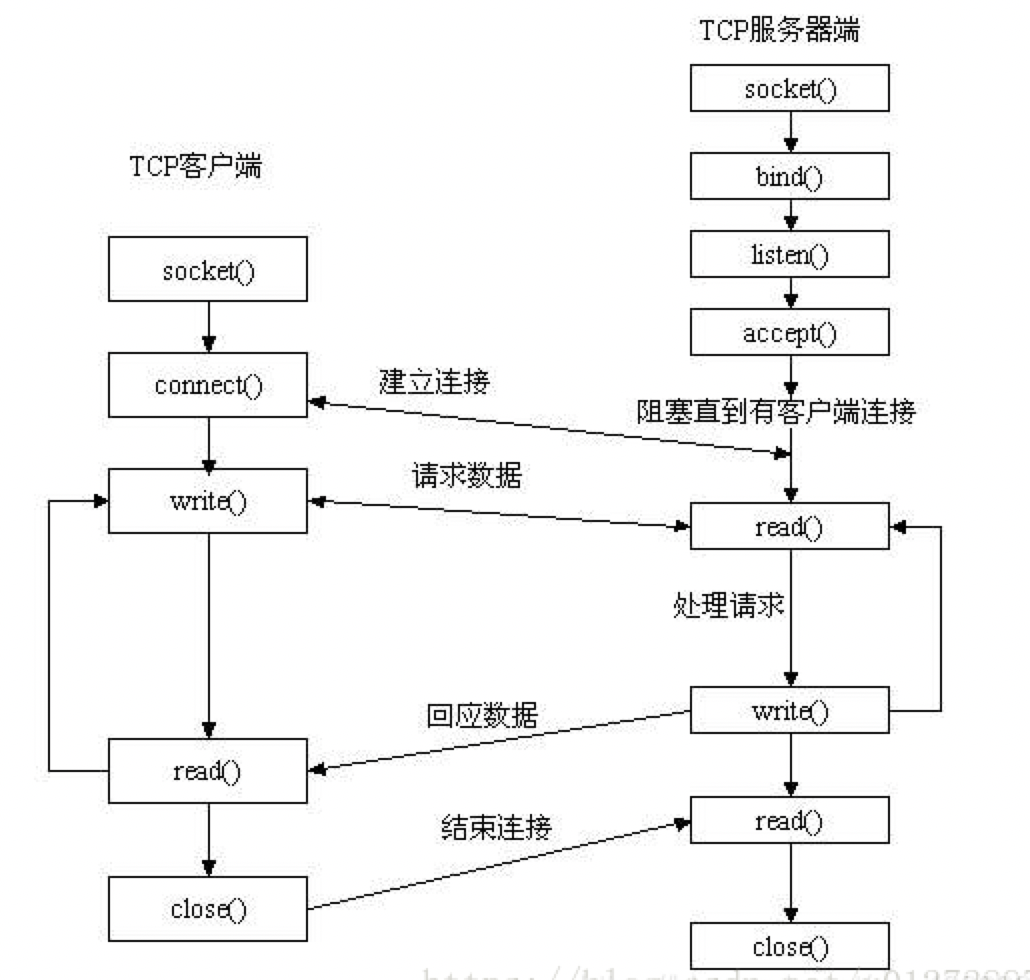 TCP服务器端
socket()
bind()
TCP客户端
listen()
socket()
accept()
connect()
建立连接
阻塞直到有客户端连接
请求数据
write()
read()
处理请求
回应数据
write()
read()
结束连接
read()
close()
close()